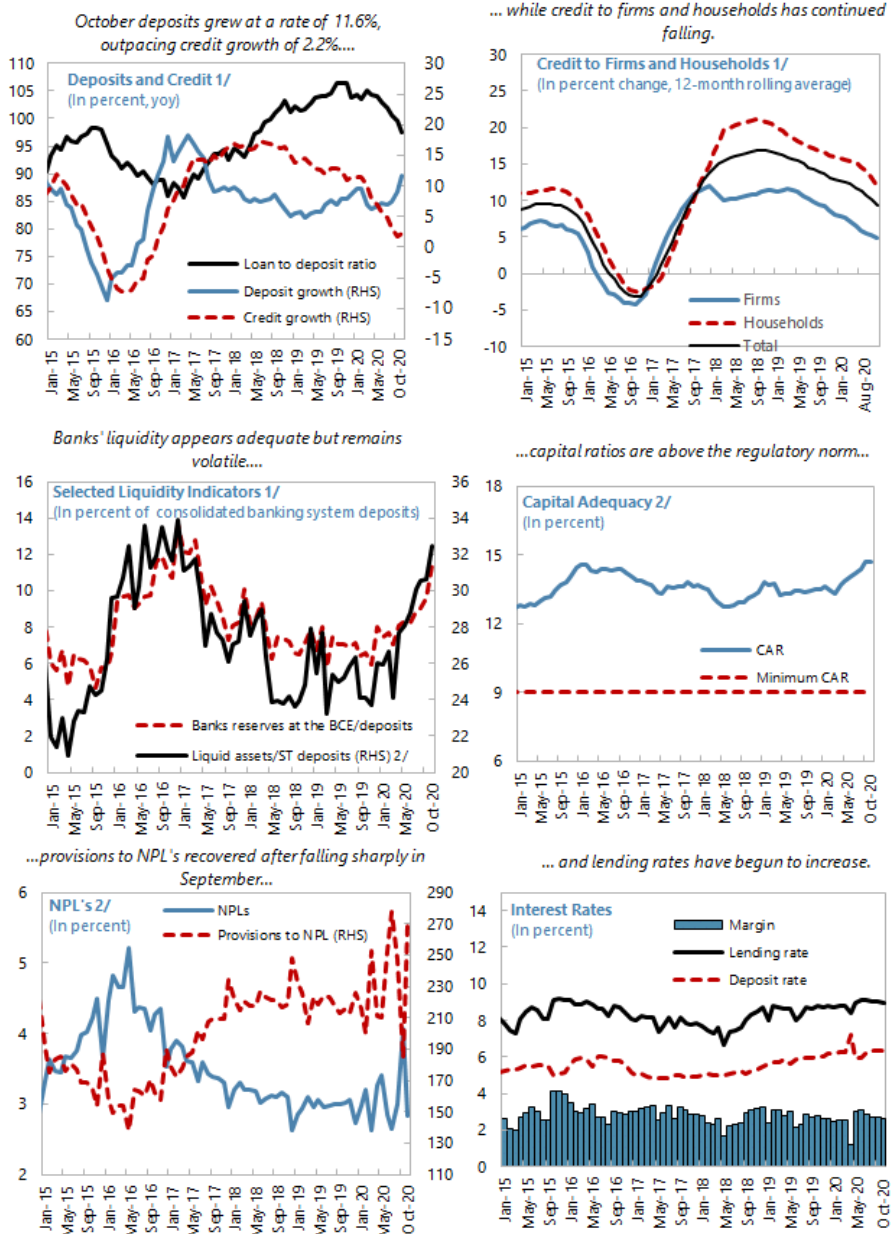 October deposits grew at a rate of 11.6%,
outpacing credit growth of 2.2%....
110
105
100
95
90
85
80
75
70
65
60
30
25
20
15
10
5
0
-5
-10
-15
Deposits and Credit 1/
(In percent, yoy)
Loan to deposit ratio
Deposit growth (RHS)
Credit growth (RHS)
Jan- 15
May- 15
Sep- 15
Jan- 16
May- 16
Sep- 16
Jan- 17
May- 17
Sep- 17
Jan- 18
May- 18
Sep- 18
Jan- 19
May- 19
Sep- 19
Jan- 20
May- 20
O ct- 20
... while credit to firms and households has continued
falling.
30
25
20
15
10
5
0
-5
-10
Credit to Firms and Households 1/
(In percent change, 12-month rolling average)
Firms
Households
Total
Jan- 15
May- 15
Sep- 15
Jan- 16
May- 16
Sep- 16
Jan- 17
May- 17
Sep- 17
Jan- 18
May- 18
Sep- 18
Jan- 19
May- 19
Sep- 19
Jan- 20
Aug- 20
Banks' liquidity appears adequate but remains
volatile....
16
14
12
10
8
6
4
2
0
36
34
32
30
28
26
24
22
20
Selected Liquidity Indicators 1/
(In percent of consolidated banking system deposits)
Banks reserves at the BCE/deposits
Liquid assets/ST deposits (RHS) 2/
Jan- 15
May- 15
Sep- 15
Jan- 16
May- 16
Sep- 16
Jan- 17
May- 17
Sep- 17
Jan- 18
May- 18
Sep- 18
Jan- 19
May- 19
Sep- 19
Jan- 20
May- 20
O ct- 20
...capital ratios are above the regulatory norm...
18
15
12
9
6
Capital Adequacy 2/
(In percent)
CAR
Minimum CAR
Jan- 15
May- 15
Sep- 15
Jan- 16
May- 16
Sep- 16
Jan- 17
May- 17
Sep- 17
Jan- 18
May- 18
Sep- 18
Jan- 19
May- 19
Sep- 19
Jan- 20
May- 20
O ct- 20
...provisions to NPL's recovered after falling sharply in
September...
6
5
4
3
2
290
270
250
230
210
190
170
150
130
110
NPL's 2/
(In percent)
NPLs
Provisions to NPL (RHS)
Jan- 15
May- 15
Sep- 15
Jan- 16
May- 16
Sep- 16
Jan- 17
May- 17
Sep- 17
Jan- 18
May- 18
Sep- 18
Jan- 19
May- 19
Sep- 19
Jan- 20
May- 20
O ct- 20
... and lending rates have begun to increase.
14
12
10
8
6
4
2
0
Interest Rates
(In percent)
Margin
Lending rate
Deposit rate
Jan- 15
May- 15
Sep- 15
Jan- 16
May- 16
Sep- 16
Jan- 17
May- 17
Sep- 17
Jan- 18
May- 18
Sep- 18
Jan- 19
May- 19
Sep- 19
Jan- 20
May- 20
O ct- 20